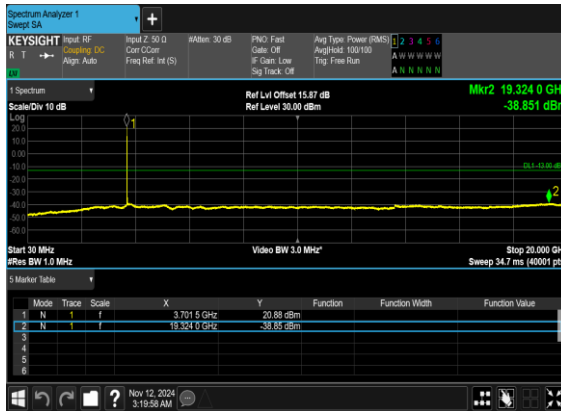 Spectrum Analyzer 1
Swept SA
KEYSIGHT Input: RF Input Z: 50 Ω #Atten: 30 dB PNO: Fast Avg Type: Power (RMS) 1 2 3 4 5 6
R T Coupling: DC Corr CCorr Gate: Off Avg|Hold: 100/100 A W W W W W
Align: Auto Freq Ref: Int (S) IF Gain: Low Trig: Free Run
LXI Sig Track: Off A N N N N N
1 Spectrum Ref Lvl Offset 15.87 dB Mkr2 19.324 0 GH
Scale/Div 10 dB Ref Level 30.00 dBm -38.851 dBr
Log
1
20.0
10.0
0.00
-10.0 DL1 -13.00 dB
-20.0
-30.0 2
-40.0
-50.0
-60.0
Start 30 MHz Video BW 3.0 MHz* Stop 20.000 GH
#Res BW 1.0 MHz Sweep 34.7 ms (40001 pt
5 Marker Table
Mode Trace Scale X Y Function Function Width Function Value
1 N 1 f 3.701 5 GHz 20.88 dBm
2 N 1 f 19.324 0 GHz -38.85 dBm
3
4
5
6
? Nov 12, 2024
3:19:58 AM